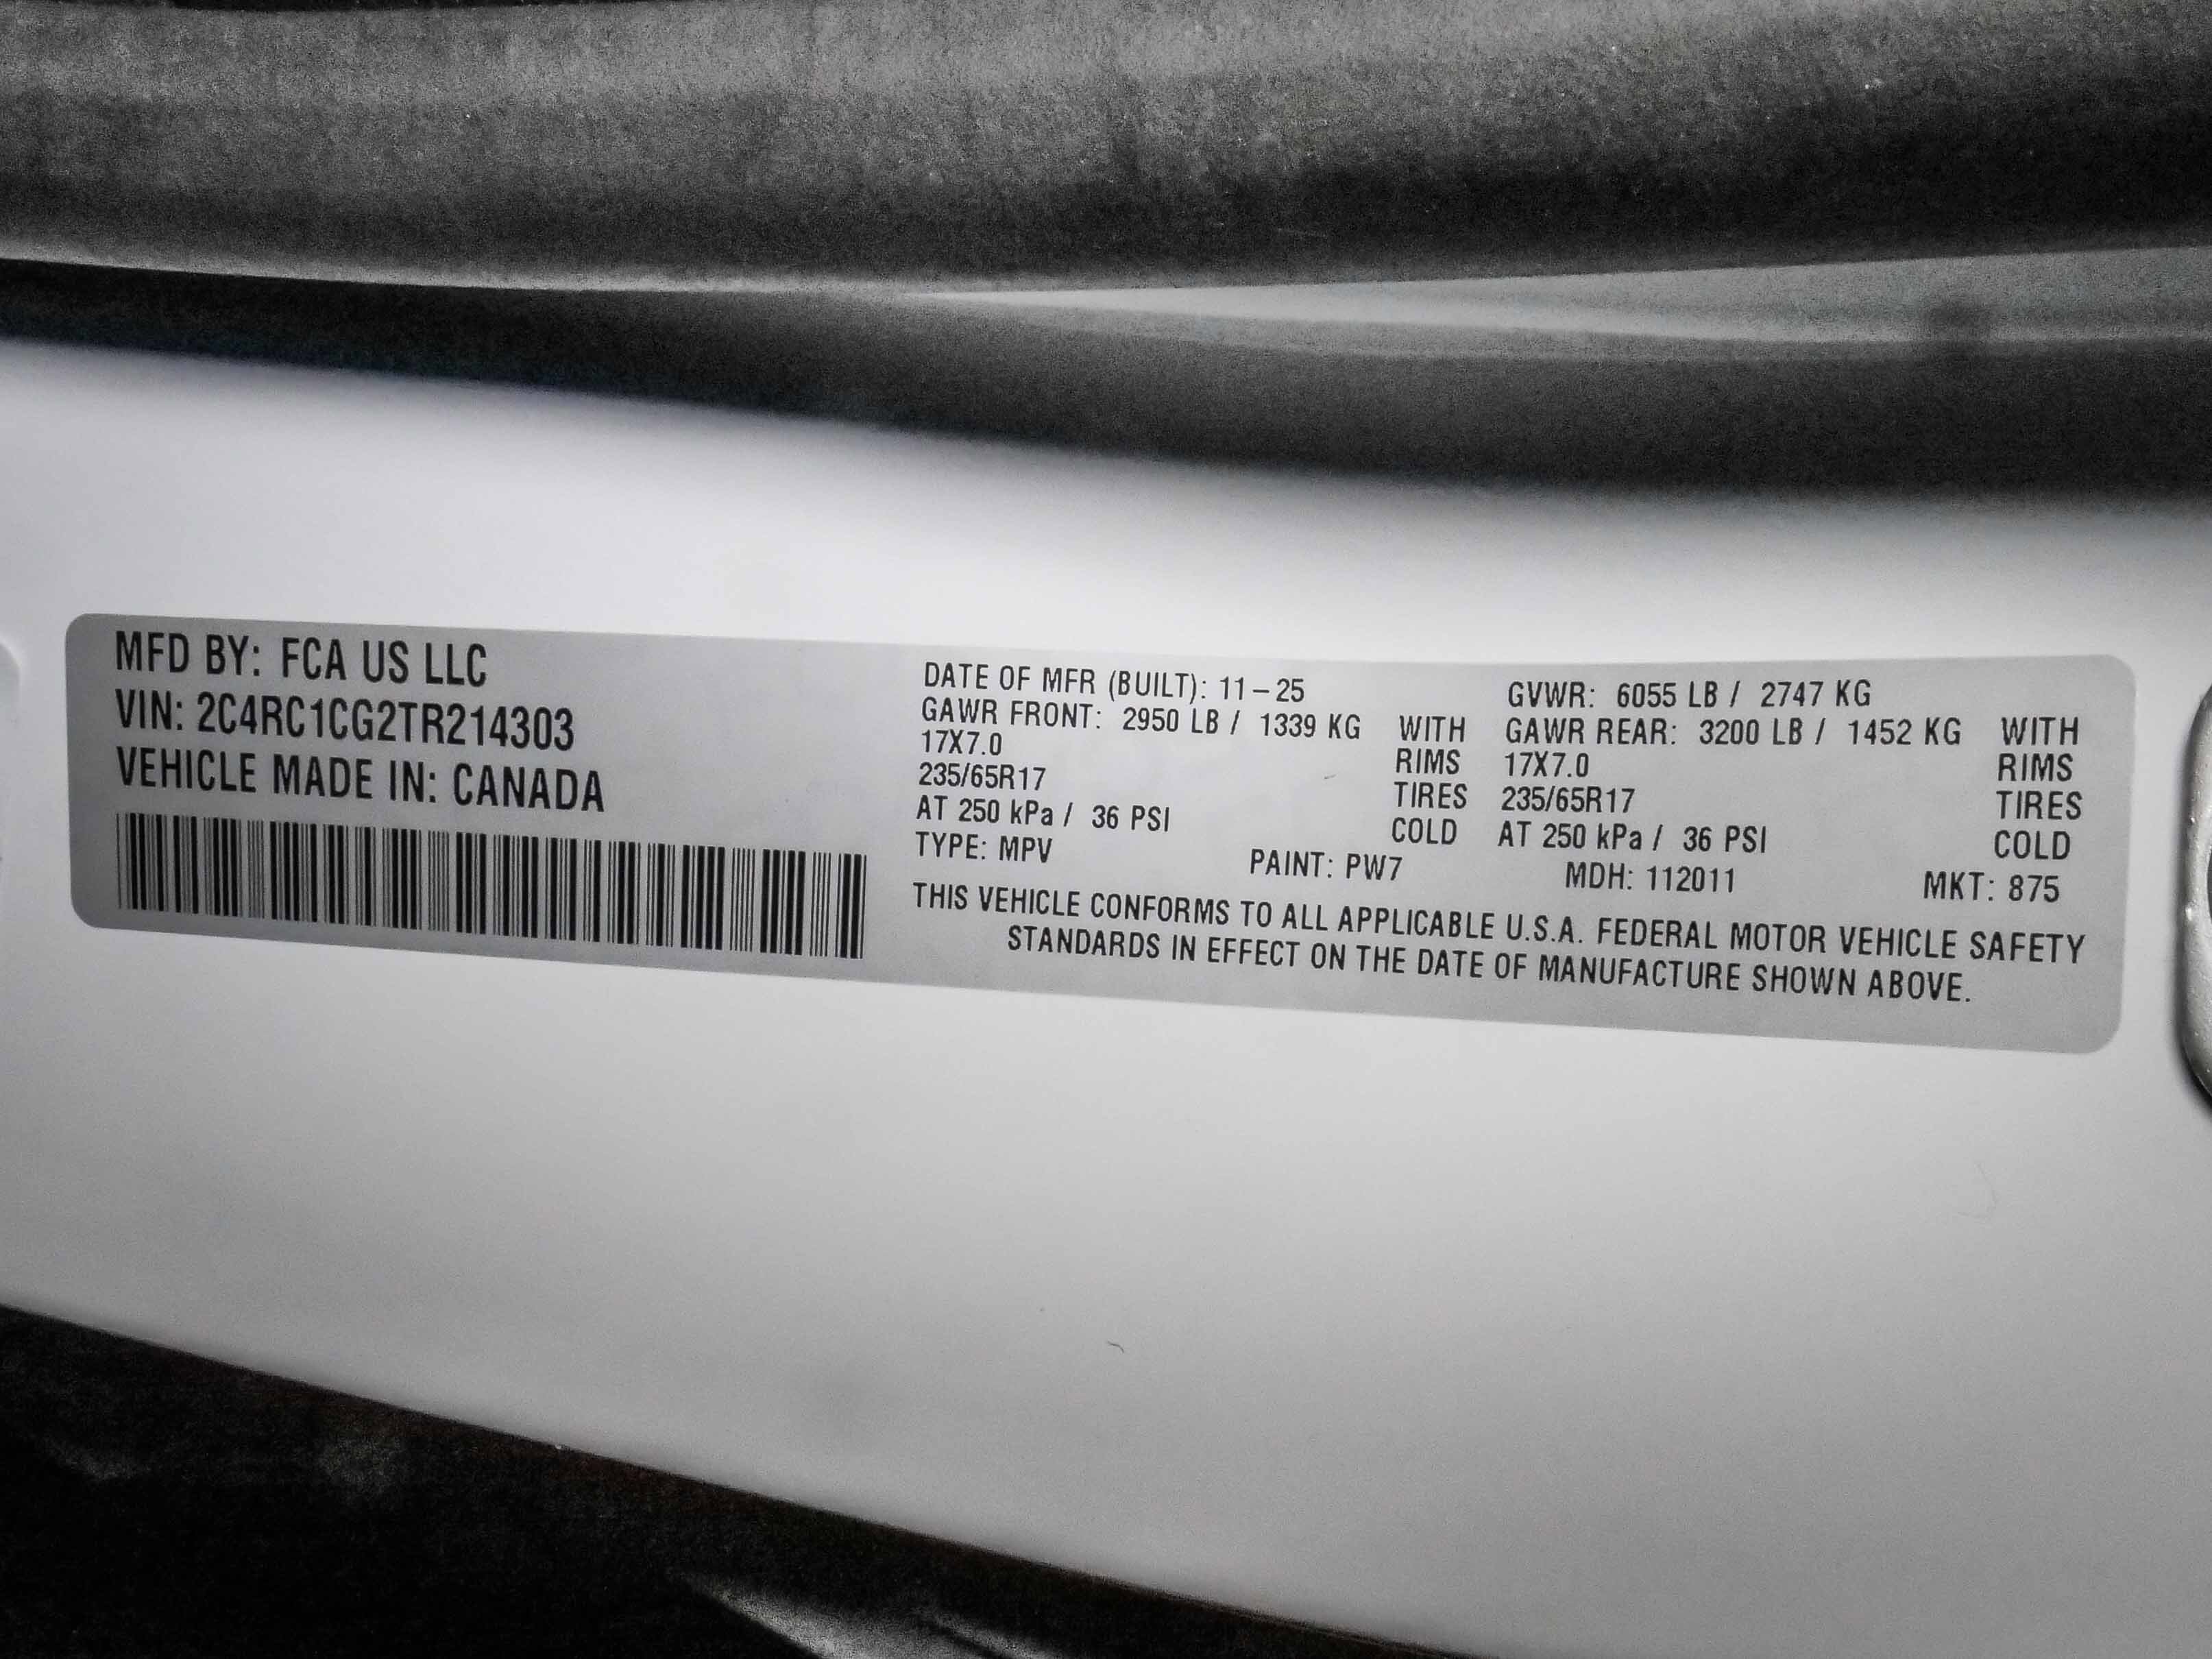 MFD BY: FCA US LLC
VIN: 2C4RC1CG2TR214303
VEHICLE MADE IN: CANADA
DATE OF MFR (BUILT): 11-25
GVWR: 6055 LB / 2747 KG
GAWR FRONT: 2950 LB / 1339 KG WITH
17X7.0 RIMS
235/65R17 TIRES
AT 250 kPa / 36 PSI COLD
GAWR REAR: 3200 LB / 1452 KG WITH
17X7.0 RIMS
235/65R17 TIRES
AT 250 kPa / 36 PSI COLD
TYPE: MPV PAINT: PW7 MDH: 112011 MKT: 875
THIS VEHICLE CONFORMS TO ALL APPLICABLE U.S.A. FEDERAL MOTOR VEHICLE SAFETY
STANDARDS IN EFFECT ON THE DATE OF MANUFACTURE SHOWN ABOVE.